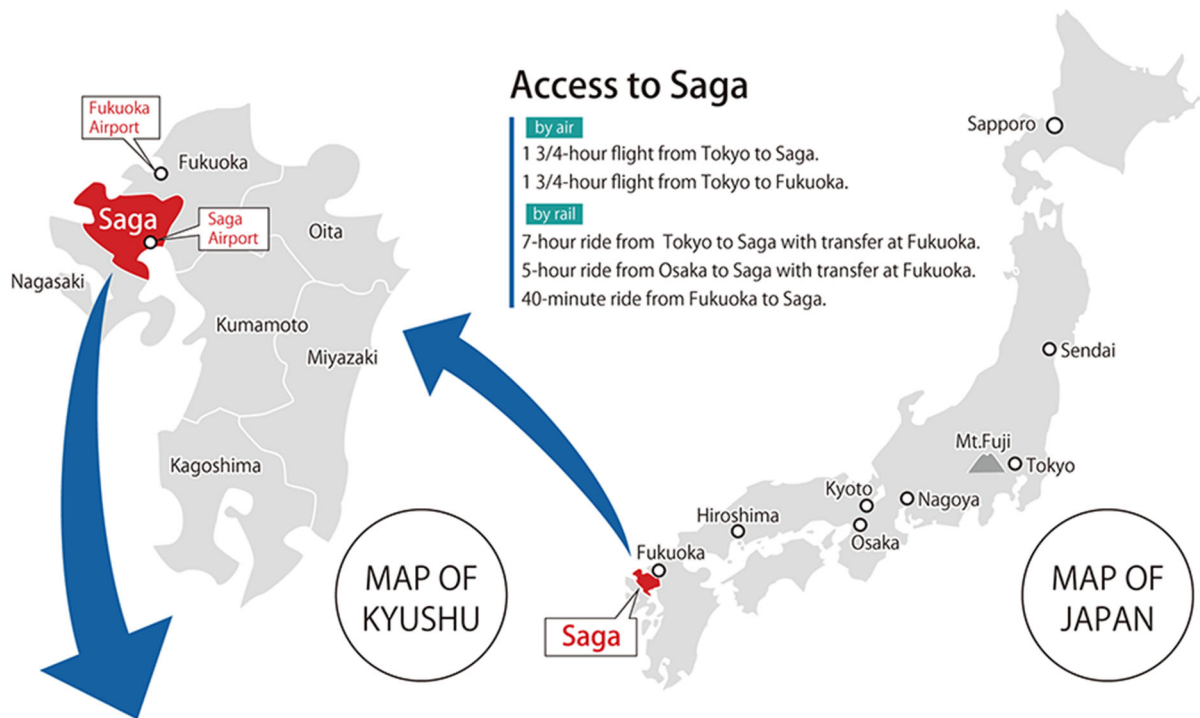 Access to Saga
by air
1 3/4-hour flight from Tokyo to Saga.
1 3/4-hour flight from Tokyo to Fukuoka.
by rail
7-hour ride from Tokyo to Saga with transfer at Fukuoka.
5-hour ride from Osaka to Saga with transfer at Fukuoka.
40-minute ride from Fukuoka to Saga.
Fukuoka
Airport
Fukuoka
Saga
Saga
Airport
Oita
Nagasaki
Kumamoto
Miyazaki
Kagoshima
MAP OF
KYUSHU
Sapporo
Sendai
Mt.Fuji
Tokyo
Kyoto
Nagoya
Hiroshima
Osaka
Fukuoka
Saga
MAP OF
JAPAN